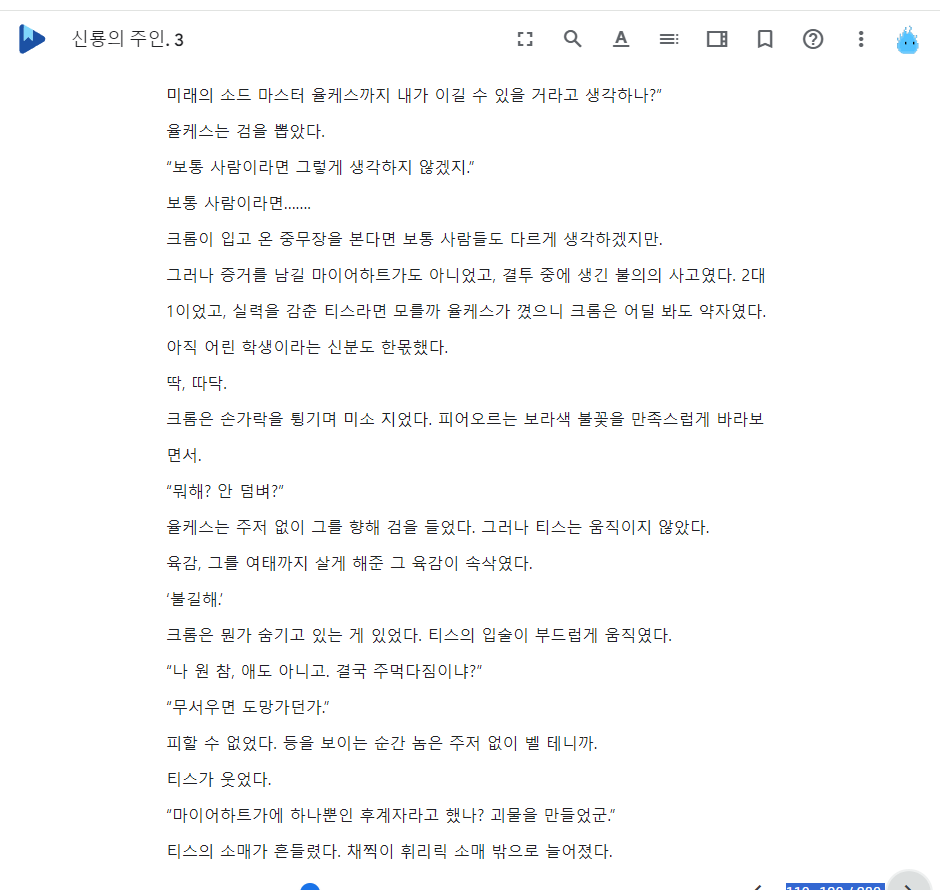 신룡의 주인. 3
미래의 소드 마스터 율케스까지 내가 이길 수 있을 거라고 생각하나?”
율케스는 검을 뽑았다.
“보통 사람이라면 그렇게 생각하지 않겠지.”
보통 사람이라면…….
크롬이 입고 온 중무장을 본다면 보통 사람들도 다르게 생각하겠지만.
그러나 증거를 남길 마이어하트가도 아니었고, 결투 중에 생긴 불의의 사고였다. 2대
1이었고, 실력을 감춘 티스라면 모를까 율케스가 꼈으니 크롬은 어딜 봐도 약자였다.
아직 어린 학생이라는 신분도 한몫했다.
딱, 따닥.
크롬은 손가락을 튕기며 미소 지었다. 피어오르는 보라색 불꽃을 만족스럽게 바라보
면서.
“뭐해? 안 덤벼?”
율케스는 주저 없이 그를 향해 검을 들었다. 그러나 티스는 움직이지 않았다.
육감, 그를 여태까지 살게 해준 그 육감이 속삭였다.
‘불길해.’
크롬은 뭔가 숨기고 있는 게 있었다. 티스의 입술이 부드럽게 움직였다.
“나 원 참, 애도 아니고. 결국 주먹다짐이냐?”
“무서우면 도망가던가.”
피할 수 없었다. 등을 보이는 순간 놈은 주저 없이 벨 테니까.
티스가 웃었다.
“마이어하트가에 하나뿐인 후계자라고 했나? 괴물을 만들었군.”
티스의 소매가 흔들렸다. 채찍이 휘리릭 소매 밖으로 늘어졌다.